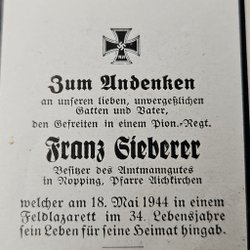 Zum Andenken
an unseren lieben, unvergeßlichen
Gatten und Vater,
den Gefreiten in einem Pion.-Regt.
Franz Sieberer
Besitzer des Amtmanngutes
in Nopping, Pfarre Aichkirchen
welcher am 18. Mai 1944 in einem
Feldlazarett im 34. Lebensjahre
sein Leben für seine Heimat hingab.